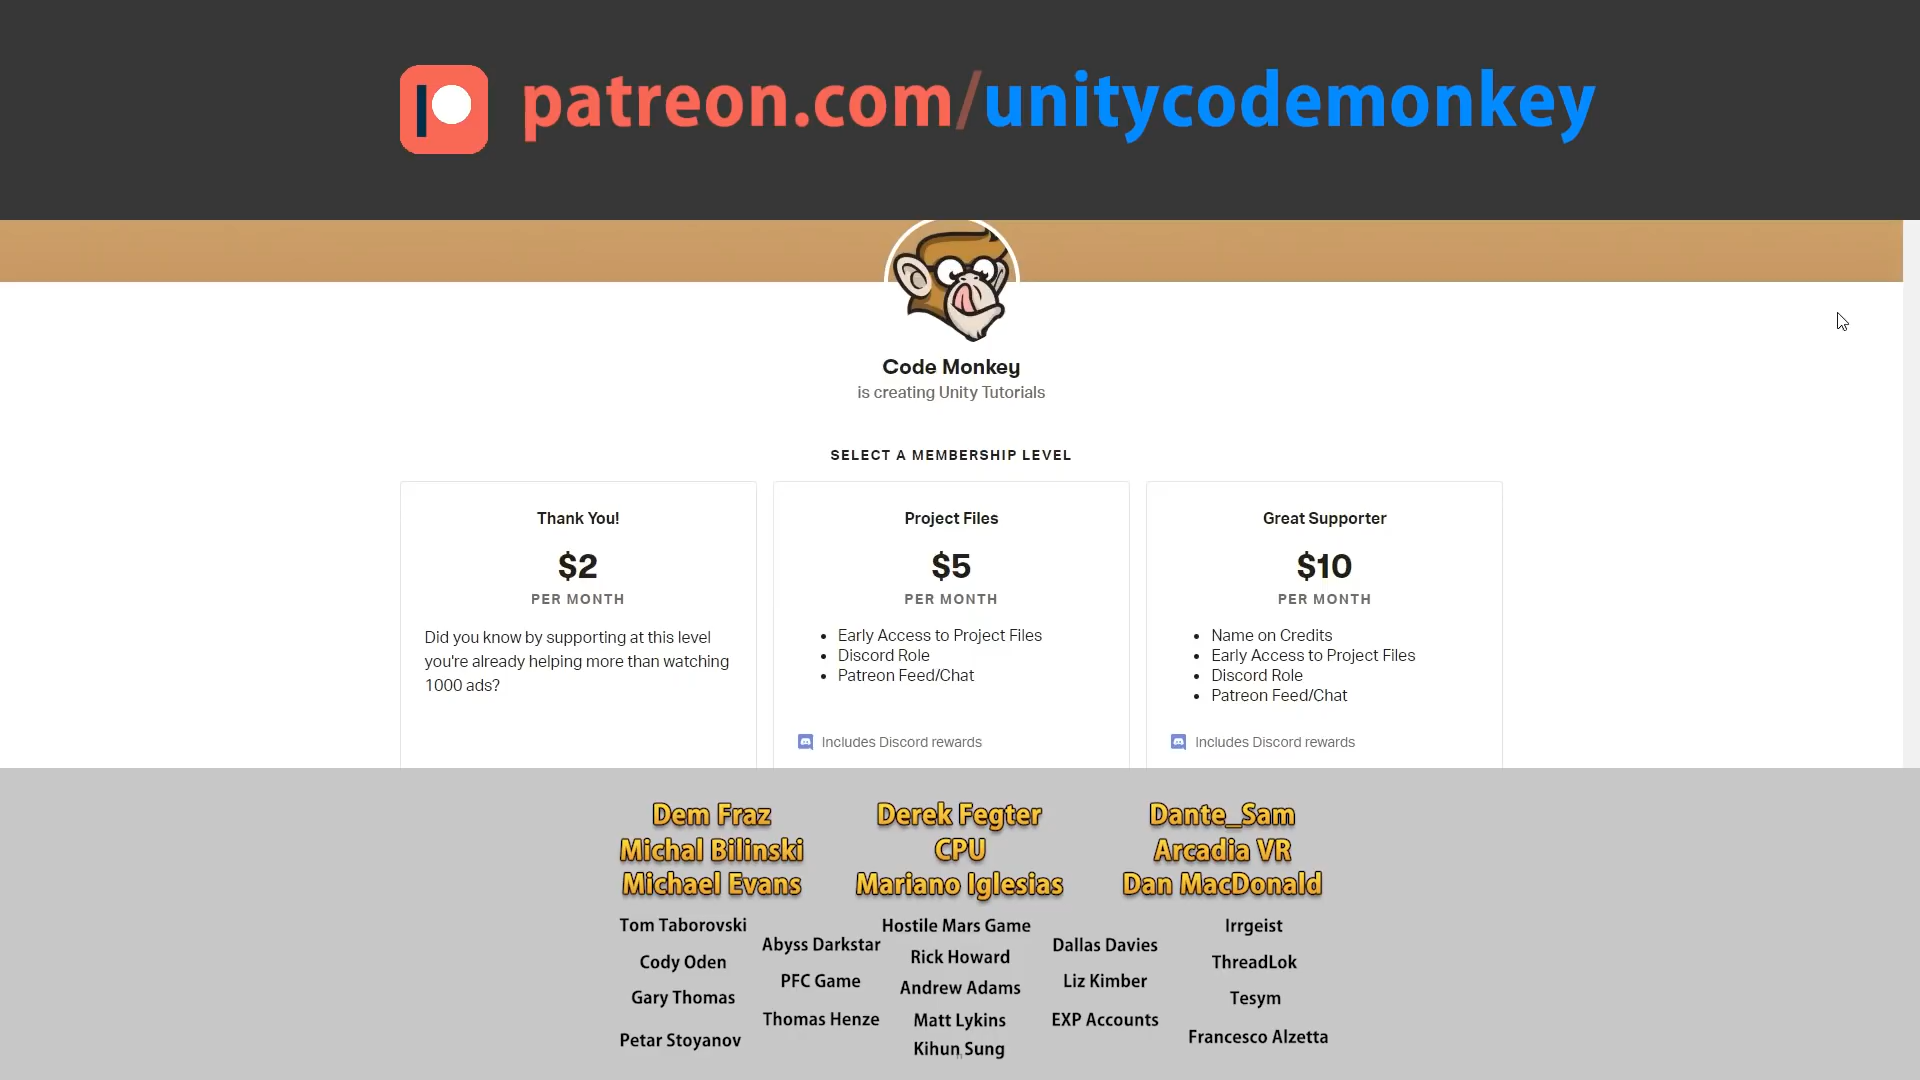 patreon.com/unitycodemonkey
Code Monkey
is creating Unity Tutorials
SELECT A MEMBERSHIP LEVEL
Thank You!
$2
PER MONTH
Did you know by supporting at this level
you're already helping more than watching
1000 ads?
Project Files
$5
PER MONTH
Early Access to Project Files
Discord Role
Patreon Feed/Chat
Includes Discord rewards
Great Supporter
$10
PER MONTH
Name on Credits
Early Access to Project Files
Discord Role
Patreon Feed/Chat
Includes Discord rewards
Dem Fraz
Michal Bilinski
Michael Evans
Derek Fegter
CPU
Mariano Iglesias
Dante_Sam
Arcadia VR
Dan MacDonald
Tom Taborovski
Cody Oden
Gary Thomas
Petar Stoyanov
Abyss Darkstar
PFC Game
Thomas Henze
Hostile Mars Game
Rick Howard
Andrew Adams
Matt Lykins
Kihun Sung
Dallas Davies
Liz Kimber
EXP Accounts
Irrgeist
ThreadLok
Tesym
Francesco Alzetta